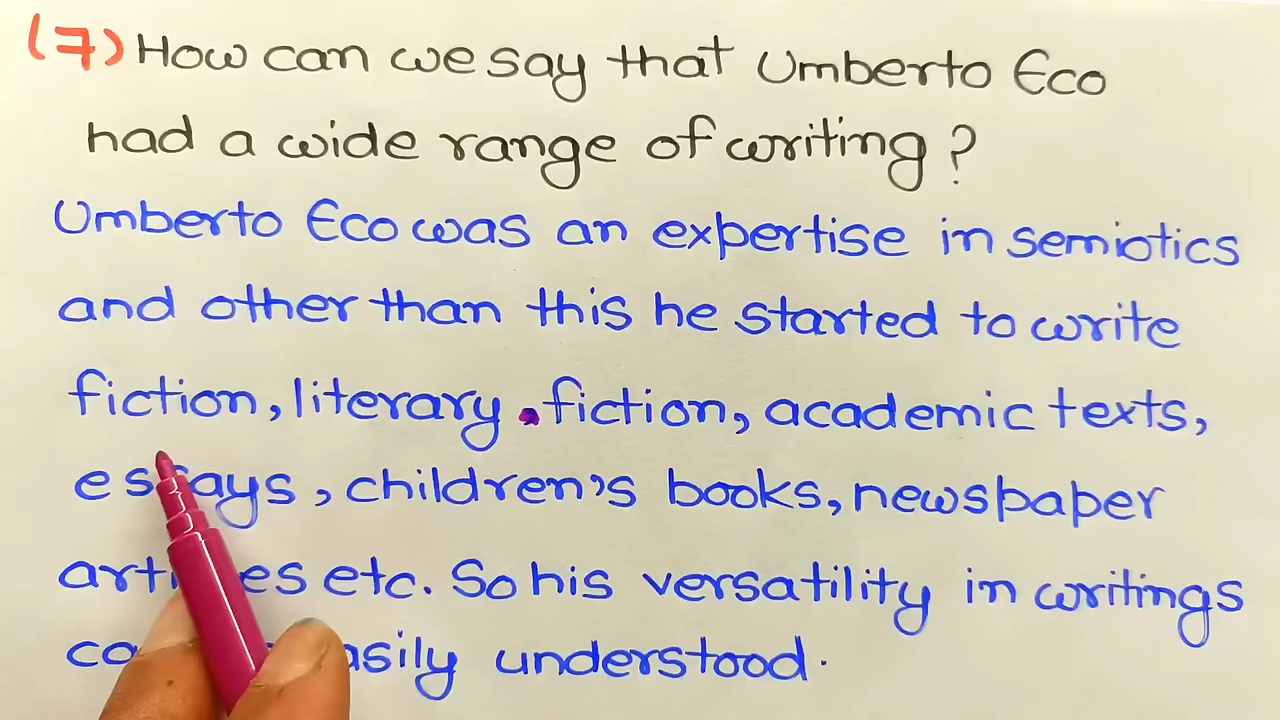 (7) How can we say that Umberto Eco
had a wide range of writing?
Umberto Eco was an expertise in semiotics
and other than this he started to write
fiction, literary fiction, academic texts,
essays, children's books, newspaper
etc. So his versatility in writings
understood.